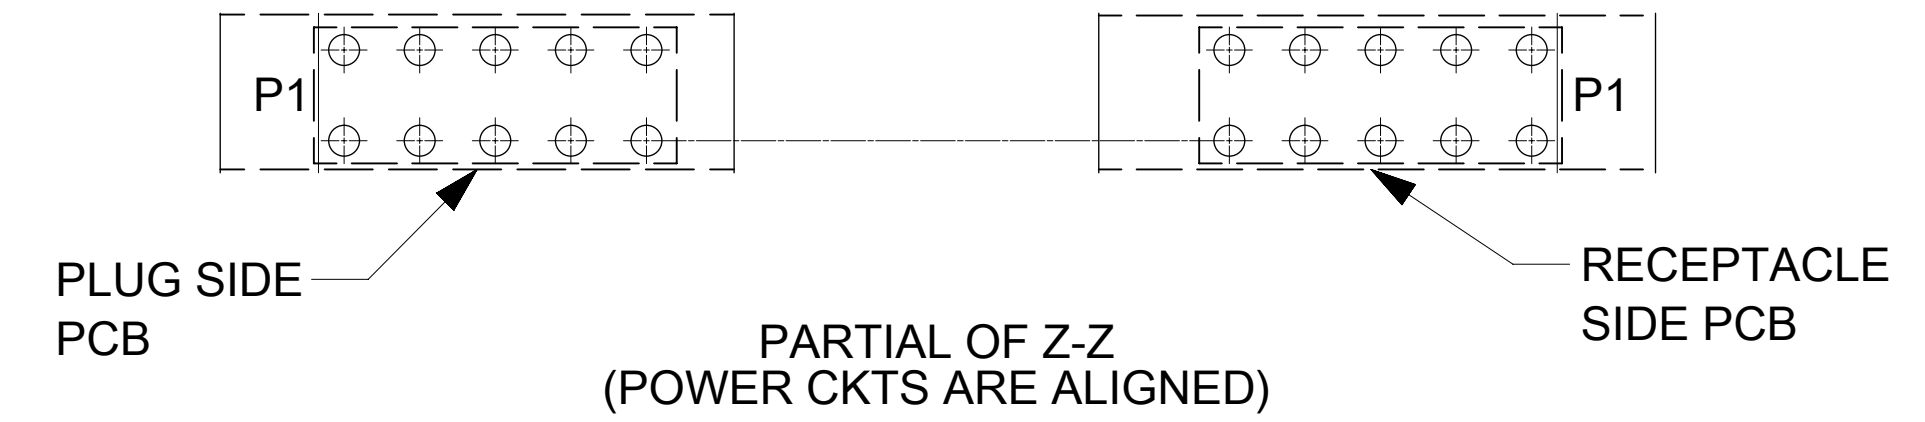 P1
P1
PLUG SIDE
PCB
RECEPTACLE
SIDE PCB
PARTIAL OF Z-Z
(POWER CKTS ARE ALIGNED)